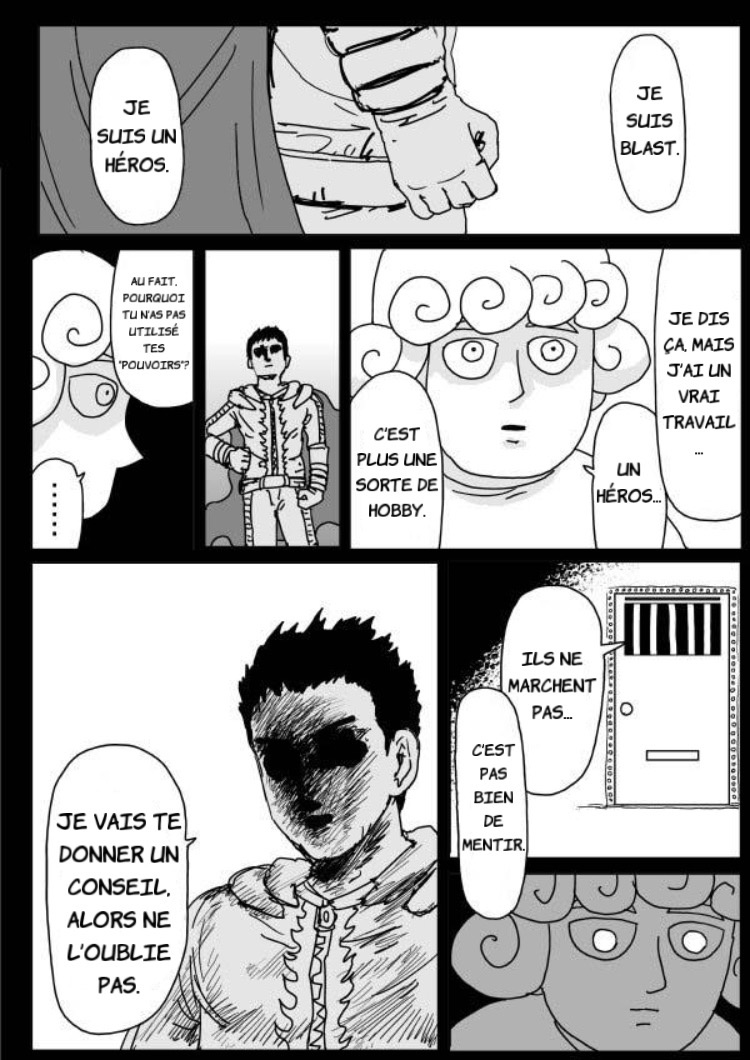 JE
SUIS
BLAST.
JE
SUIS UN
HÉROS.
JE DIS
ÇA, MAIS
J'AI UN
VRAI
TRAVAIL
...
UN
HÉROS...
C'EST
PLUS UNE
SORTE DE
HOBBY.
AU FAIT,
POURQUOI
TU N'AS PAS
UTILISÉ
TES
"POUVOIRS"?
......
ILS NE
MARCHENT
PAS...
C'EST
PAS
BIEN
DE
MENTIR.
JE VAIS TE
DONNER UN
CONSEIL,
ALORS NE
L'OUBLIE
PAS.